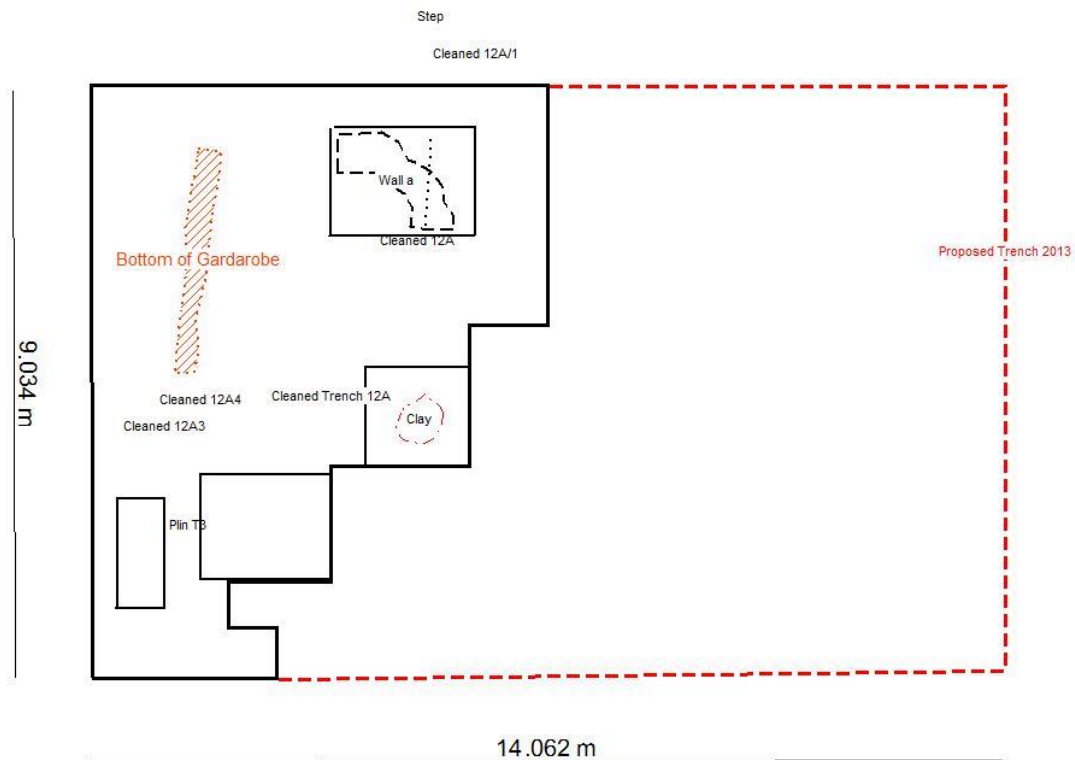 Step
Cleaned 12A/1
Wall a
Cleaned 12A
Bottom of Gardarobe
Proposed Trench 2013
9.034 m
Cleaned 12A4
Cleaned Trench 12A
Cleaned 12A3
Clay
Plin T3
14.062 m